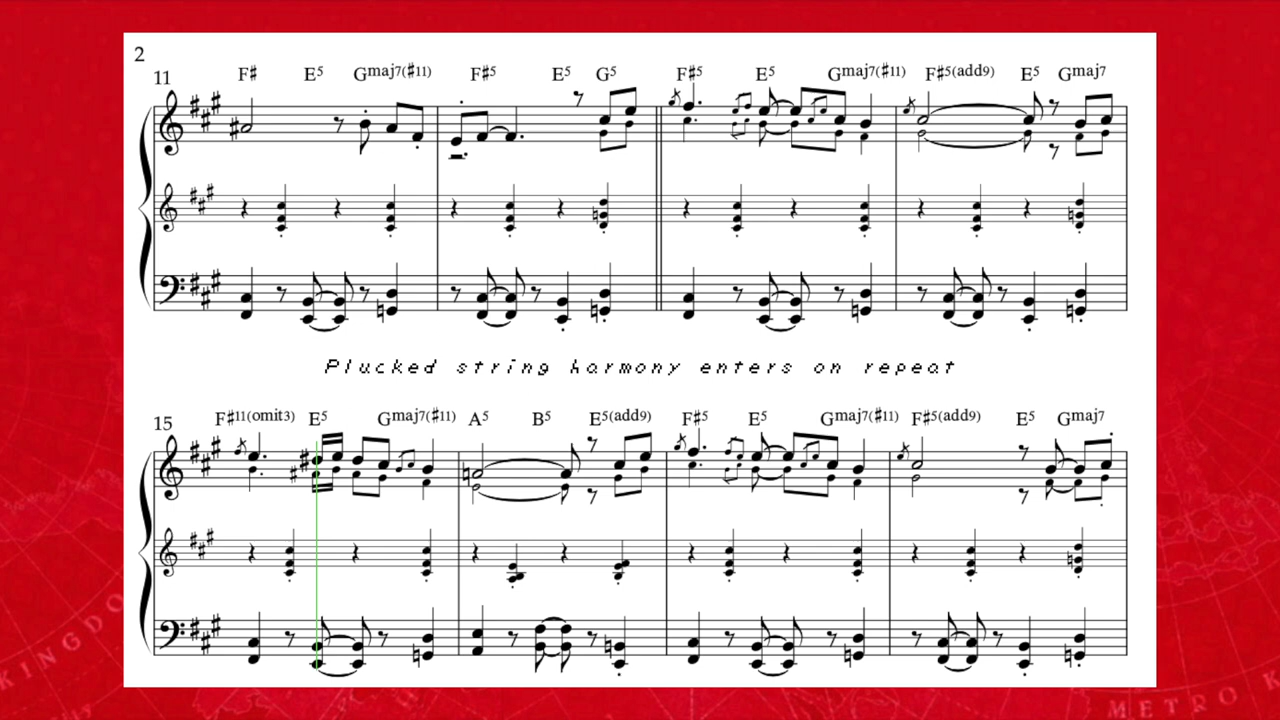 2
11 F♯ E5 Gmaj7(♯11) F♯5 E5 G5 F♯5 E5 Gmaj7(♯11) F♯5(add9) E5 Gmaj7
Plucked string harmony enters on repeat
15 F♯11(omit3) E5 Gmaj7(♯11) A5 B5 E5(add9) F♯5 E5 Gmaj7(♯11) F♯5(add9) E5 Gmaj7
KINGDO
METRO K